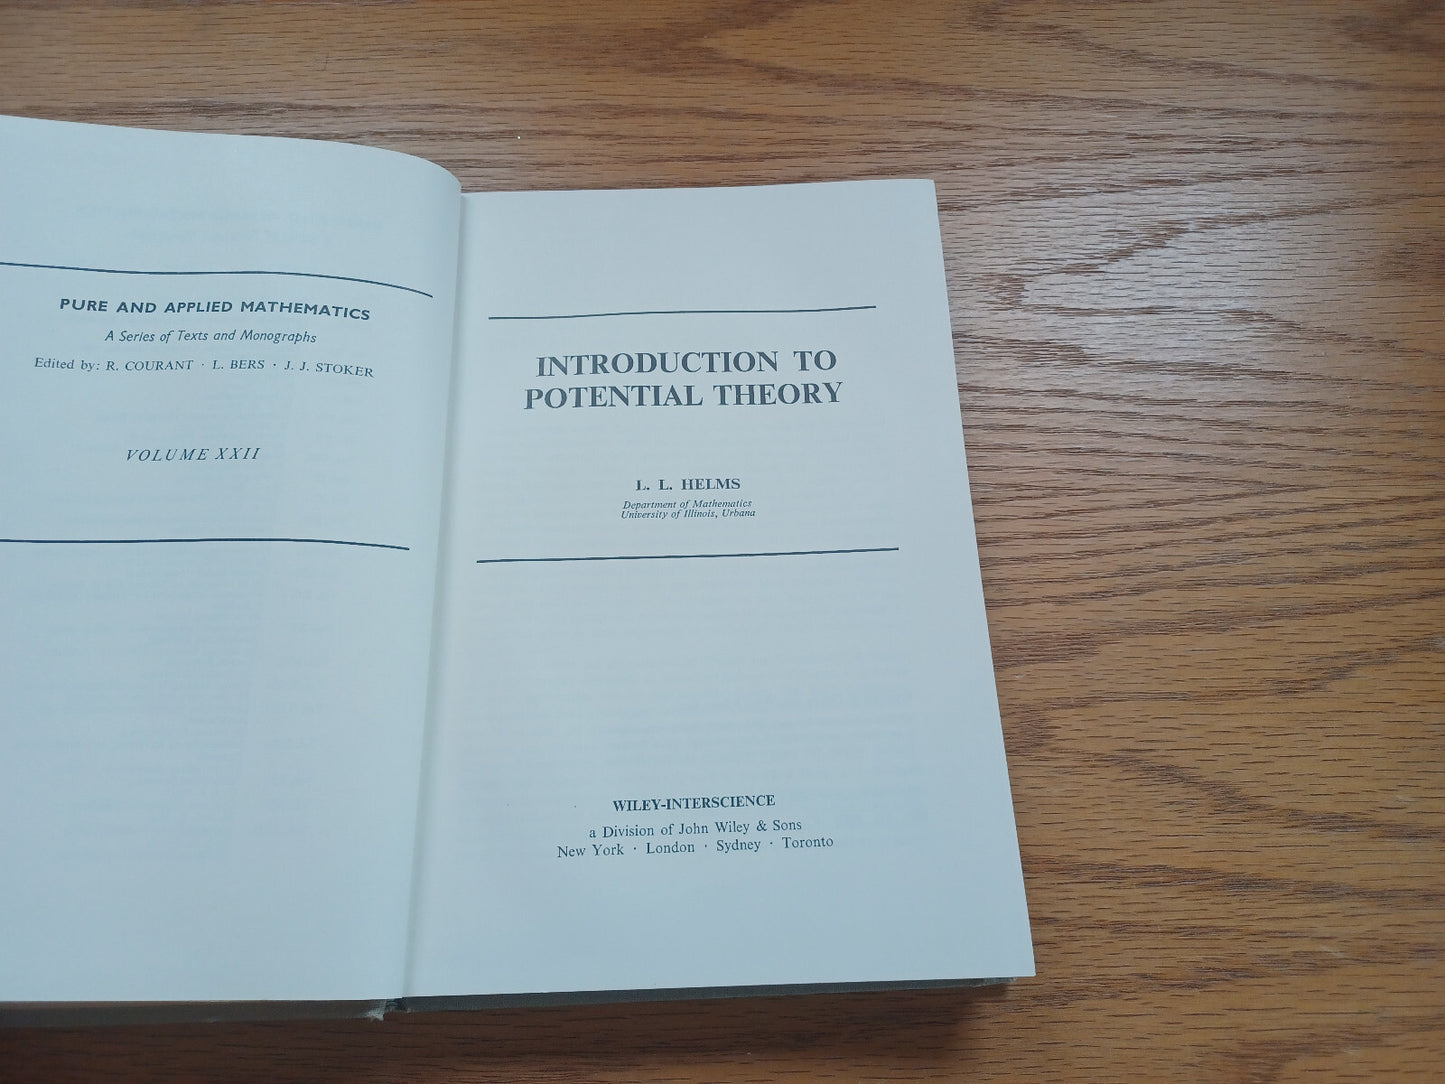 PURE AND APPLIED MATHEMATICS
A Series of Texts and Monographs
Edited by: R. COURANT · L. BERS · J. J. STOKER
VOLUME XXII
INTRODUCTION TO
POTENTIAL THEORY
L. L. HELMS
Department of Mathematics
University of Illinois, Urbana
WILEY-INTERSCIENCE
a Division of John Wiley & Sons
New York · London · Sydney · Toronto